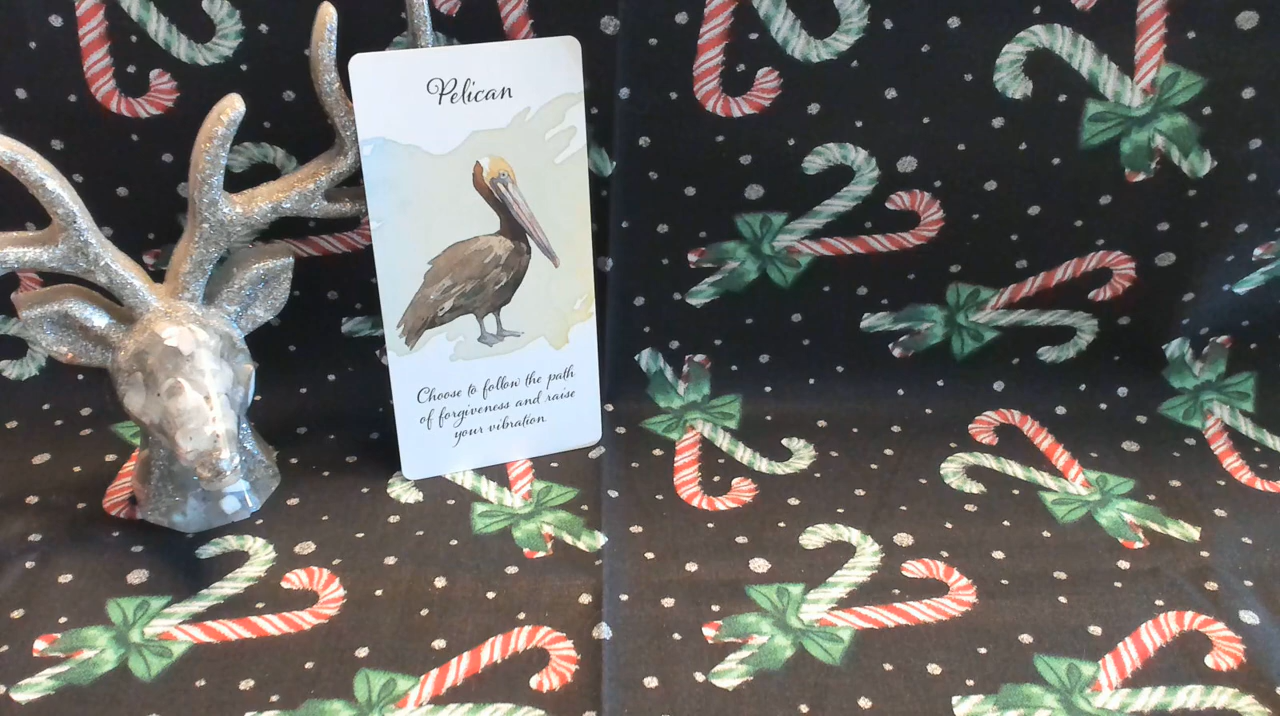 Pelican
Choose to follow the path
of forgiveness and raise
your vibration.